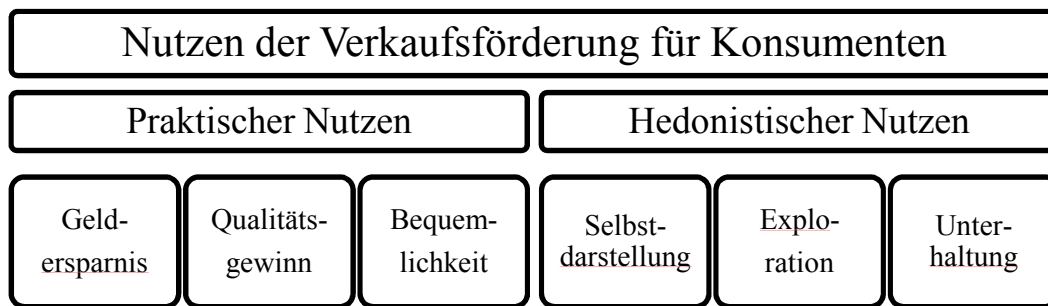 Nutzen der Verkaufsförderung für Konsumenten
Praktischer Nutzen
Hedonistischer Nutzen
Geld-
ersparnis
Qualitäts-
gewinn
Bequem-
lichkeit
Selbst-
darstellung
Explo-
ration
Unter-
haltung